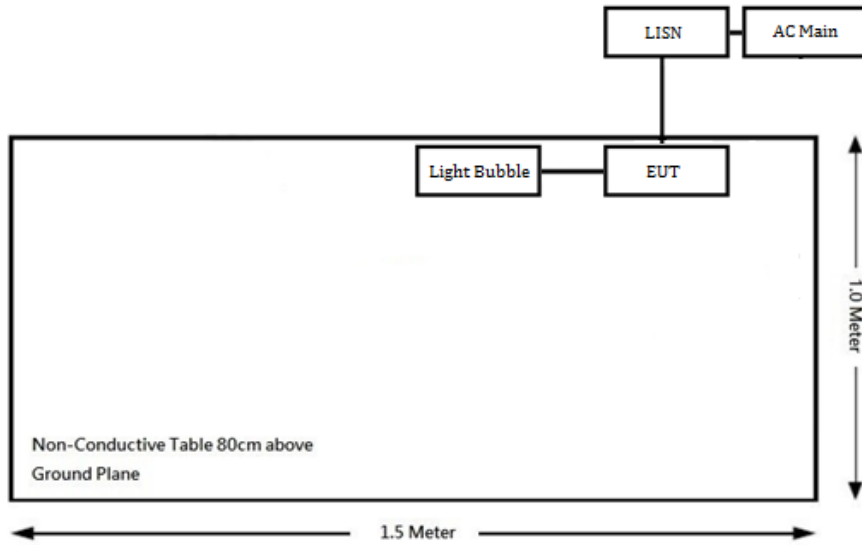 LISN
AC Main
Light Bubble
EUT
1.0 Meter
Non-Conductive Table 80cm above
Ground Plane
1.5 Meter